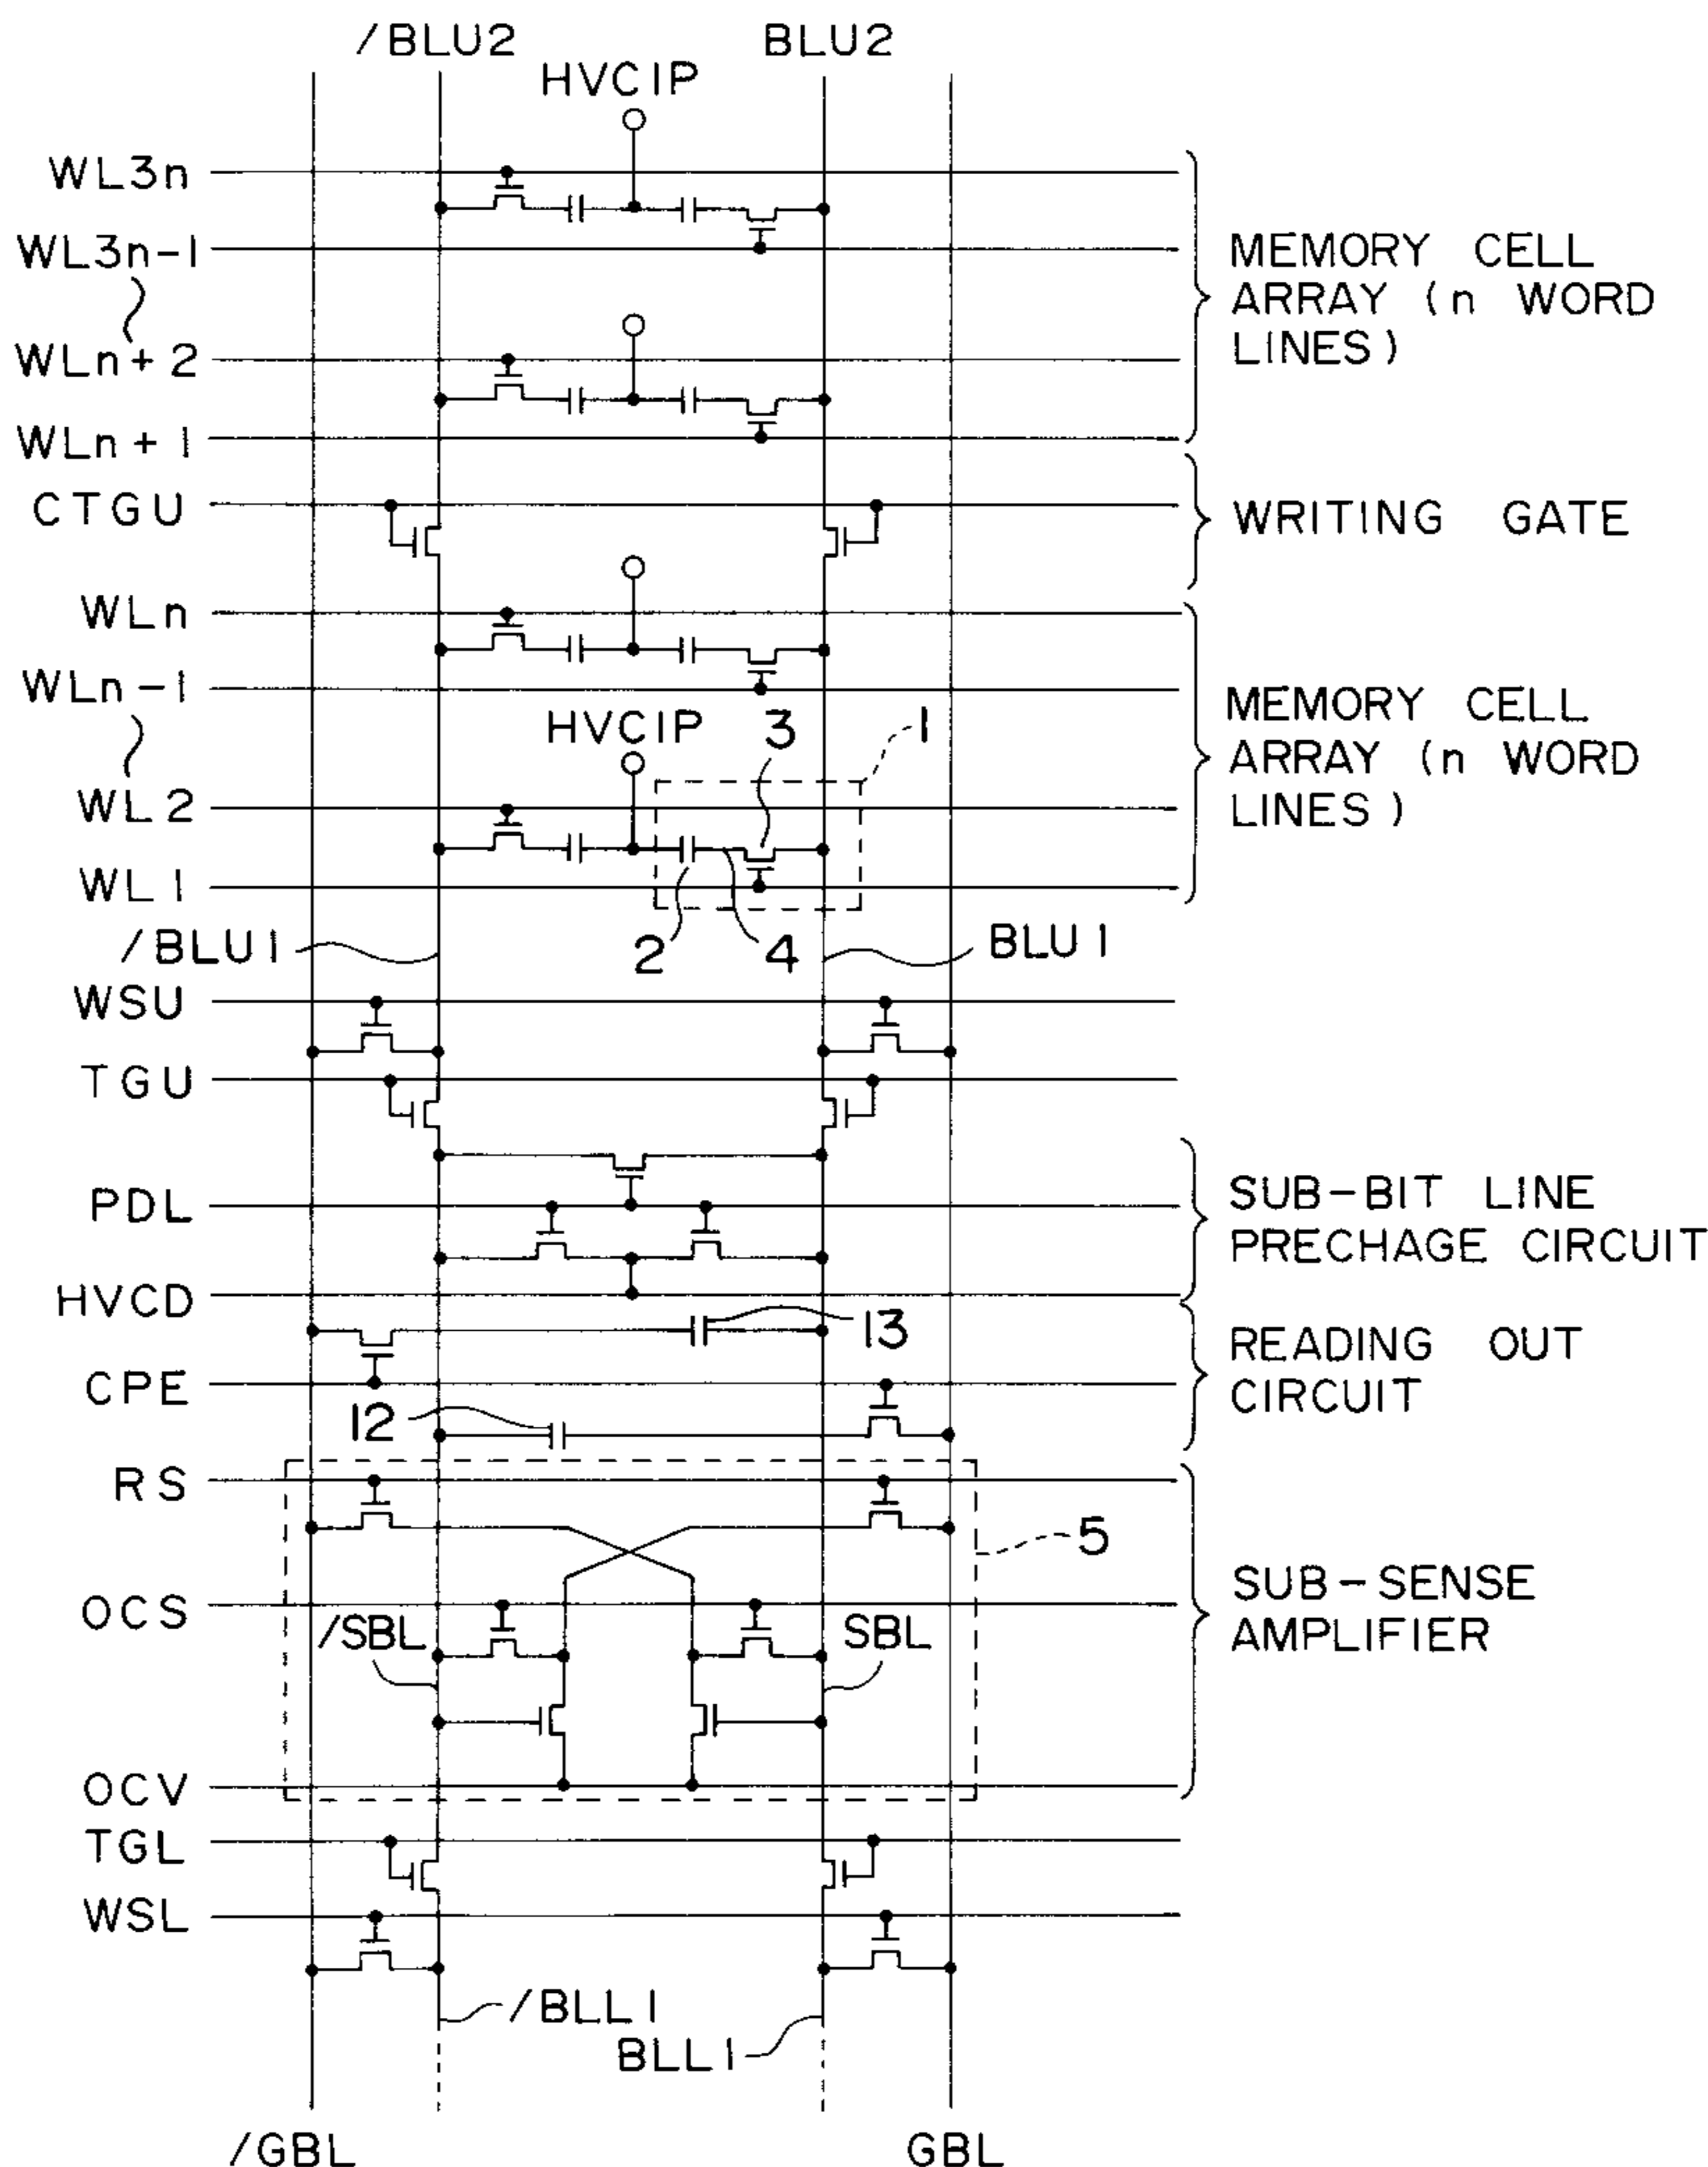 /BLU2
BLU2
HVCIP
WL3n
WL3n-1
MEMORY CELL
ARRAY (n WORD
LINES)
WLn+2
WLn+1
CTGU
WRITING GATE
WLn
WLn-1
MEMORY CELL
ARRAY (n WORD
LINES)
HVCIP
3
1
WL2
WL1
2
4
/BLU1
BLU1
WSU
TGU
PDL
SUB-BIT LINE
PRECHAGE CIRCUIT
HVCD
13
READING OUT
CIRCUIT
CPE
12
RS
5
SUB-SENSE
AMPLIFIER
OCS
/SBL
SBL
OCV
TGL
WSL
/BLL1
BLL1
/GBL
GBL